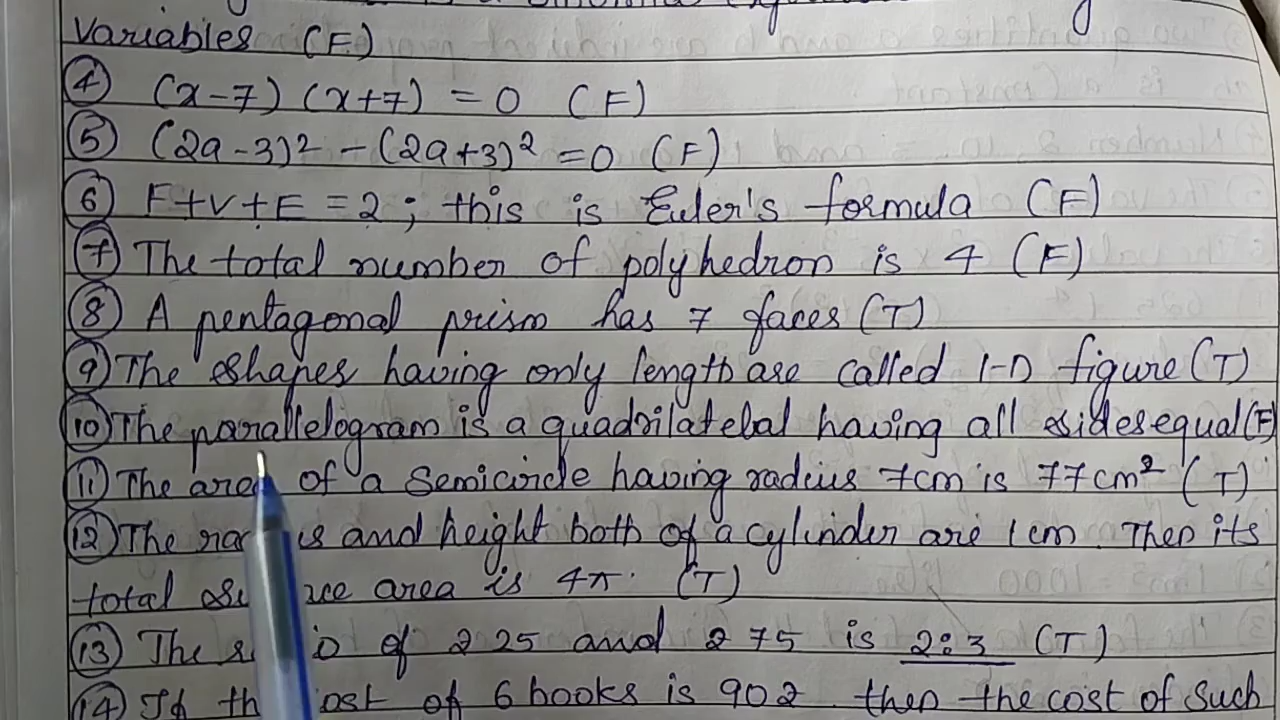 Variables (F)
④ (x-7) (x+7) = 0 (F)
⑤ (2a-3)² - (2a+3)² = 0 (F)
⑥ F+V+E = 2; this is Euler's formula (F)
⑦ The total number of polyhedron is 4 (F)
⑧ A pentagonal prism has 7 faces (T)
⑨ The shapes having only length are called 1-D figure (T)
⑩ The parallelogram is a quadrilateral having all sides equal (F)
⑪ The area of a semicircle having radius 7cm is 77cm² (T)
⑫ The and height both of a cylinder are 1 cm. Then its
total area is 4π. (T)
⑬ The of 225 and 275 is 2:3 (T)
⑭ If of 6 books is 902 then the cost of such